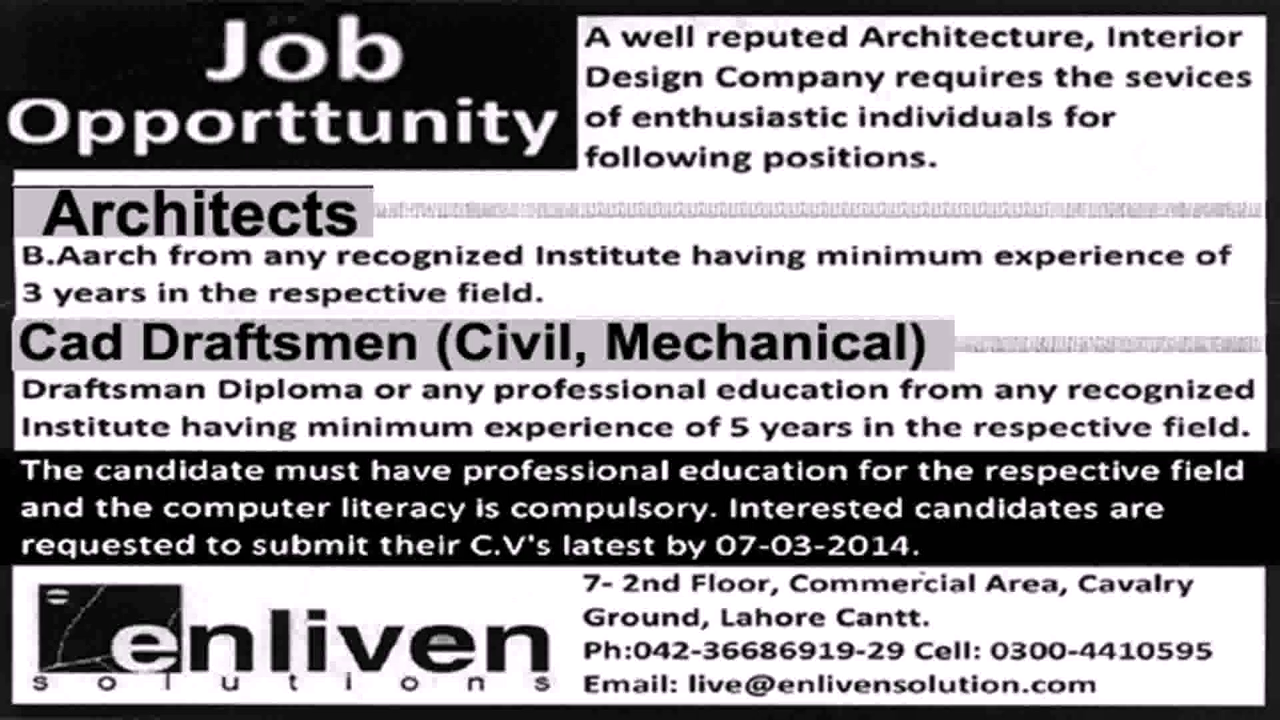 Job
Opporttunity
A well reputed Architecture, Interior
Design Company requires the sevices
of enthusiastic individuals for
following positions.
Architects
B.Aarch from any recognized Institute having minimum experience of
3 years in the respective field.
Cad Draftsmen (Civil, Mechanical)
Draftsman Diploma or any professional education from any recognized
Institute having minimum experience of 5 years in the respective field.
The candidate must have professional education for the respective field
and the computer literacy is compulsory. Interested candidates are
requested to submit their C.V's latest by 07-03-2014.
enliven
solutions
7- 2nd Floor, Commercial Area, Cavalry
Ground, Lahore Cantt.
Ph:042-36686919-29 Cell: 0300-4410595
Email: live@enlivensolution.com